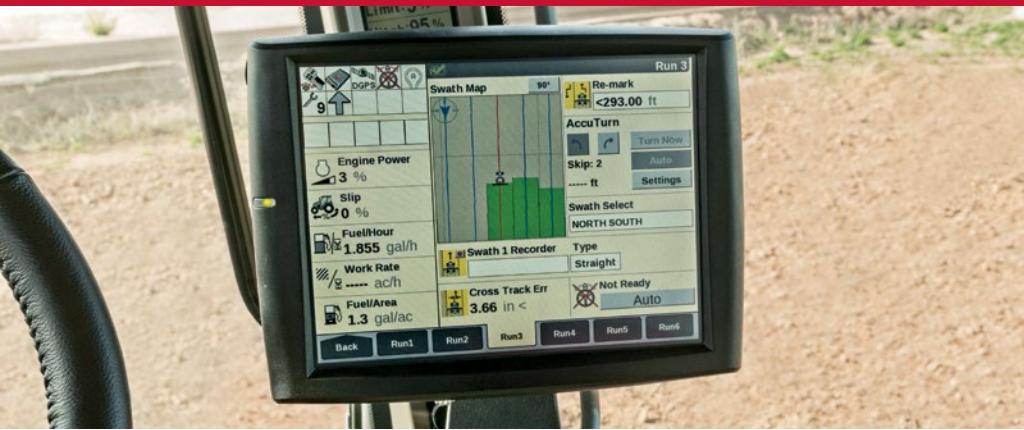 95%
Run 3
DGPS
Swath Map
90°
Re-mark
<293.00 ft
9
AccuTurn
Turn Now
Auto
Skip: 2
----- ft
Settings
Engine Power
3 %
Slip
0 %
Swath Select
NORTH SOUTH
Fuel/Hour
1.855 gal/h
Swath 1 Recorder
Type
Straight
Work Rate
----- ac/h
Cross Track Err
3.66 in <
Not Ready
Auto
Fuel/Area
1.3 gal/ac
Back
Run1
Run2
Run3
Run4
Run5
Run6